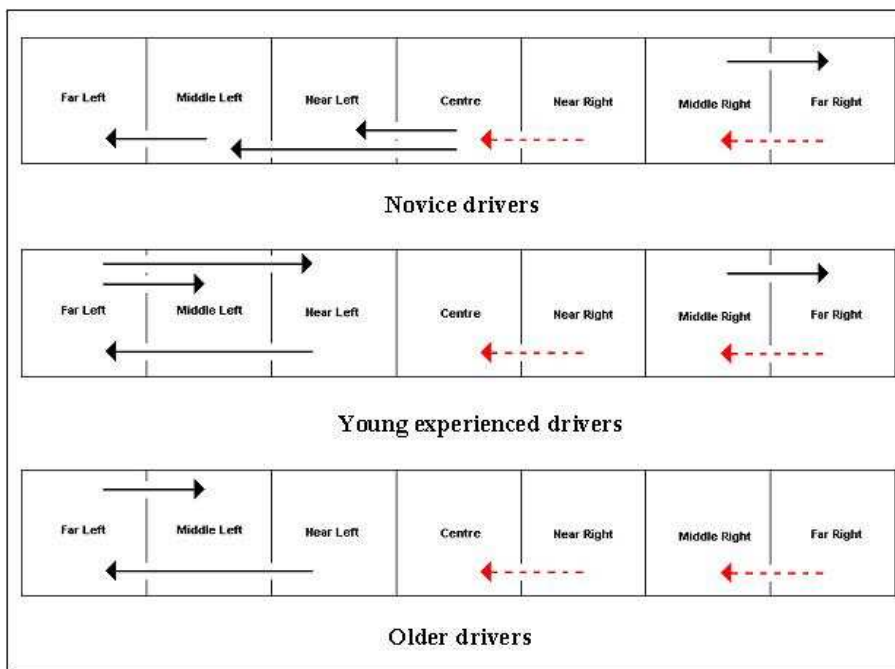 Far Left Middle Left Near Left Centre Near Right Middle Right Far Right
Novice drivers
Far Left Middle Left Near Left Centre Near Right Middle Right Far Right
Young experienced drivers
Far Left Middle Left Near Left Centre Near Right Middle Right Far Right
Older drivers